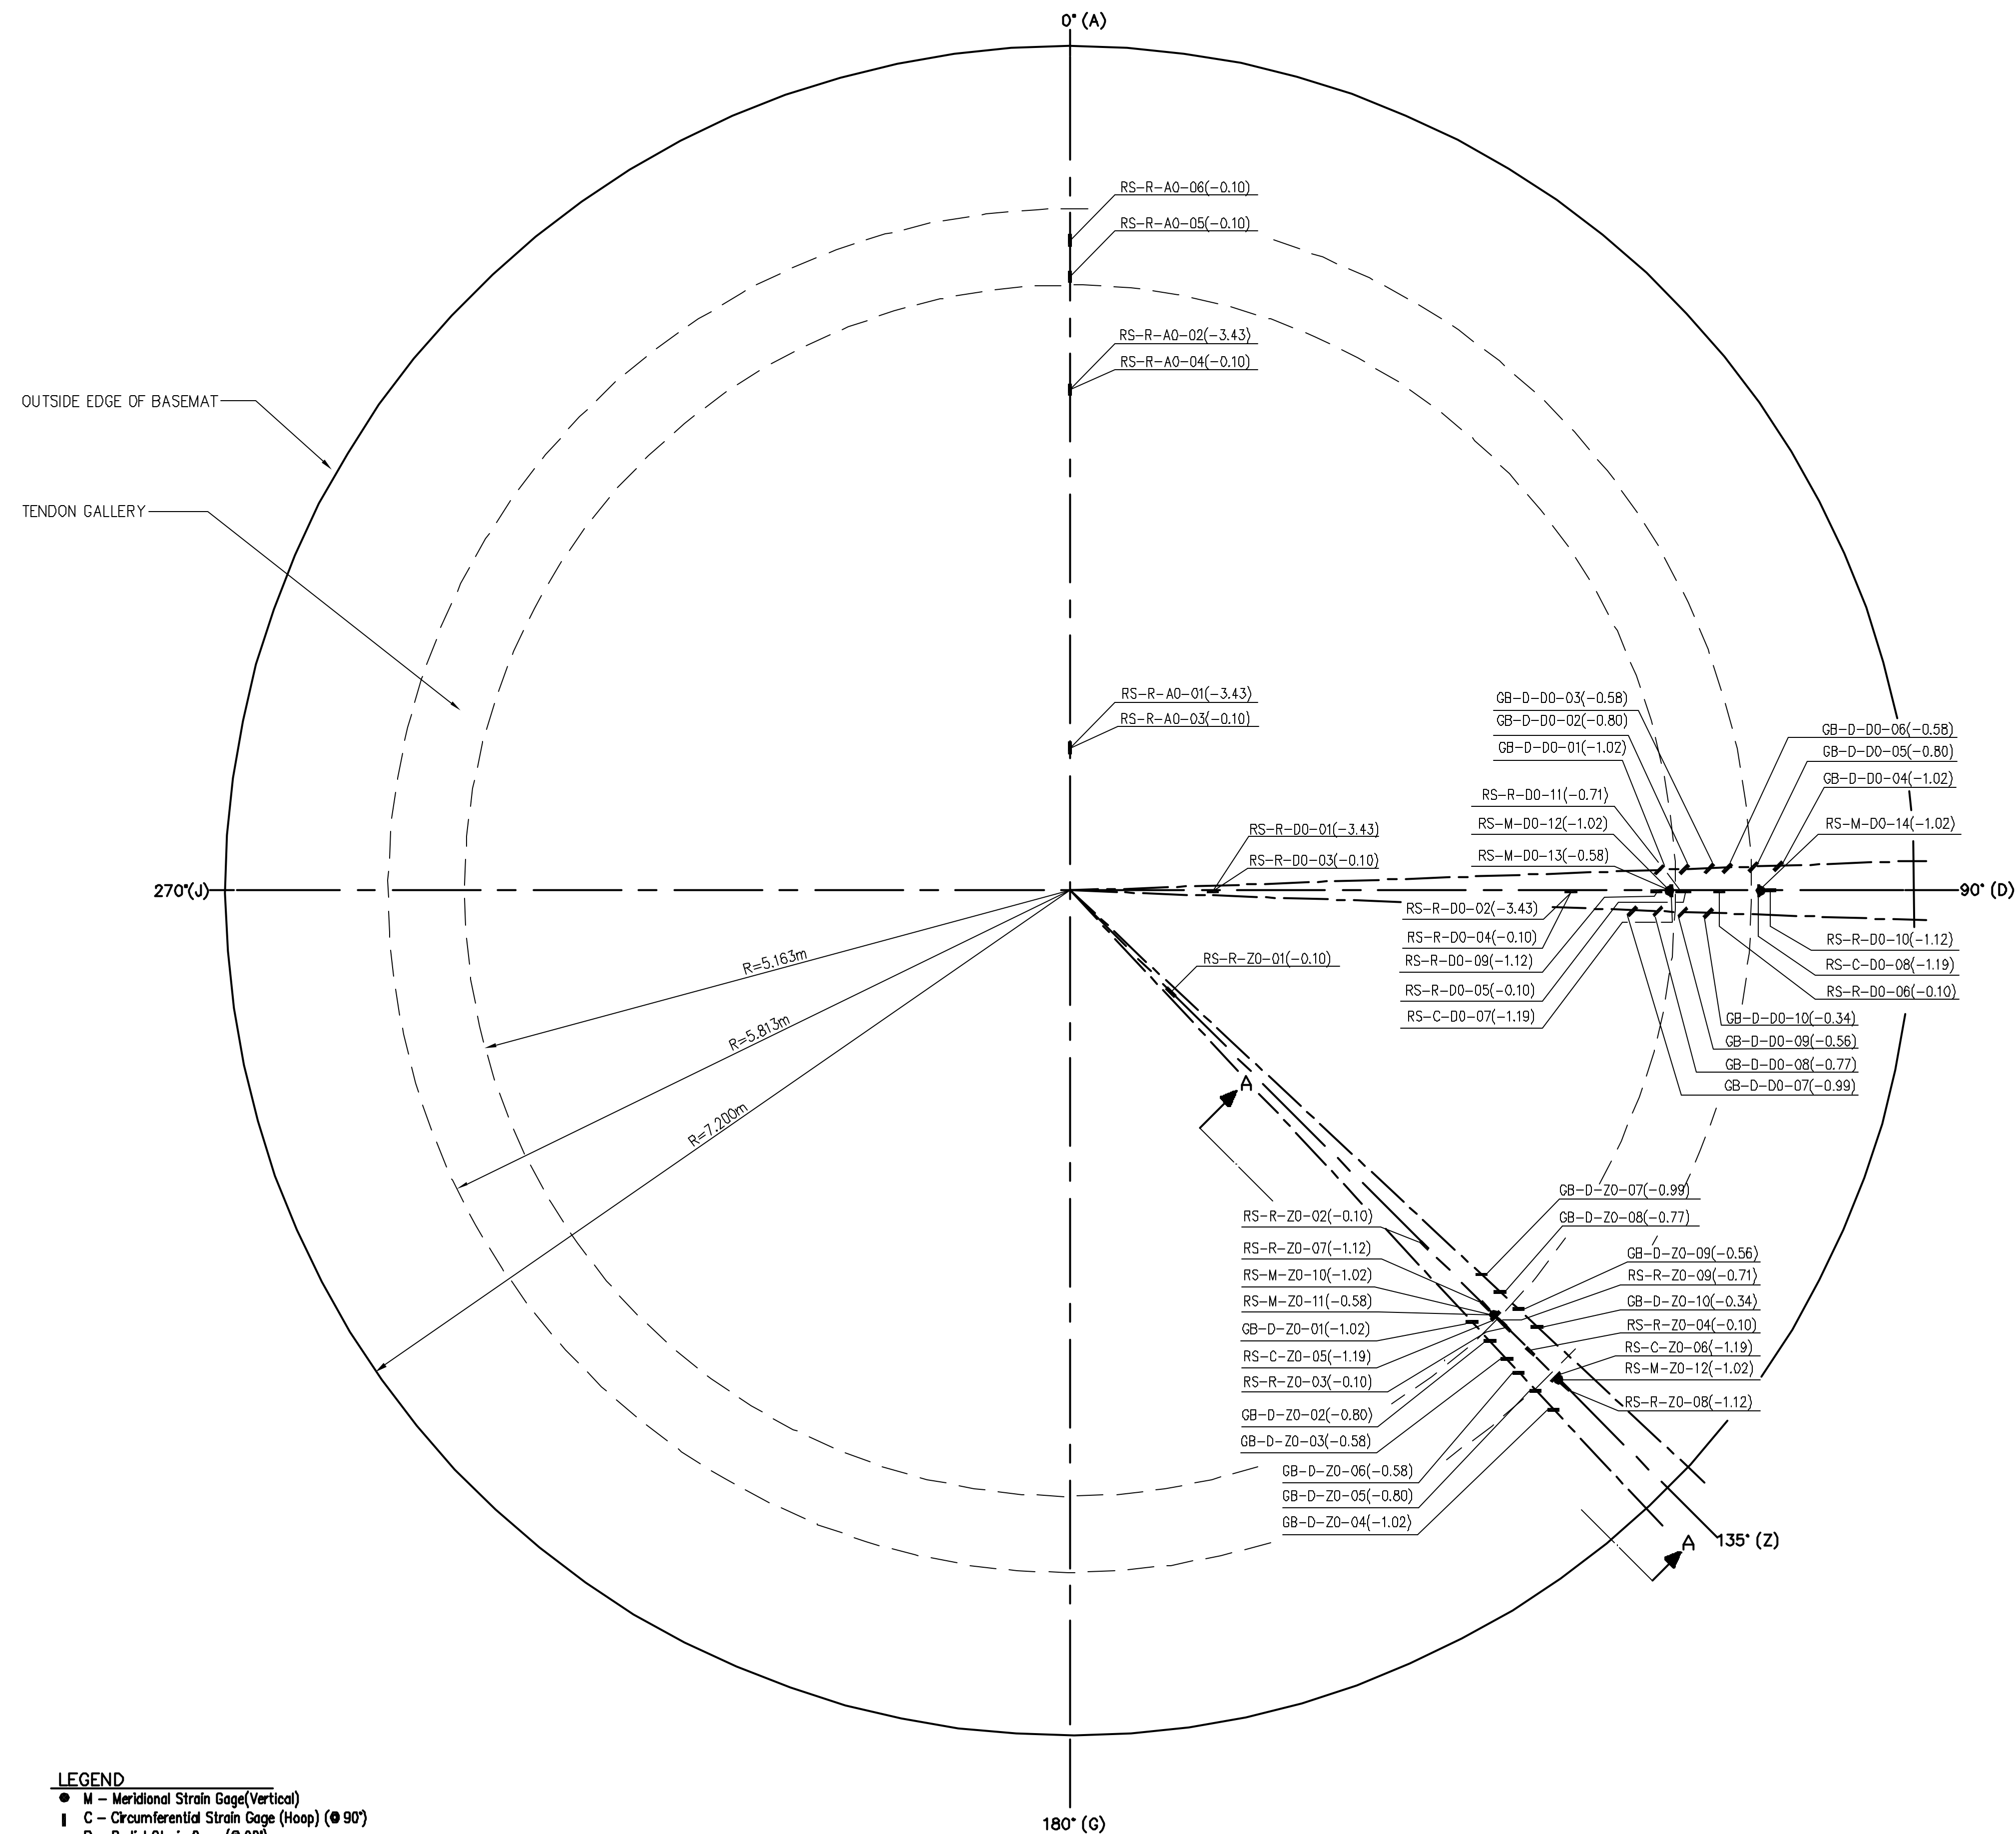 0° (A)
RS-R-A0-06(-0.10)
RS-R-A0-05(-0.10)
RS-R-A0-02(-3.43)
RS-R-A0-04(-0.10)
OUTSIDE EDGE OF BASEMAT
TENDON GALLERY
RS-R-A0-01(-3.43)
RS-R-A0-03(-0.10)
GB-D-D0-03(-0.58)
GB-D-D0-02(-0.80)
GB-D-D0-01(-1.02)
GB-D-D0-06(-0.58)
GB-D-D0-05(-0.80)
GB-D-D0-04(-1.02)
RS-R-D0-11(-0.71)
RS-M-D0-12(-1.02)
RS-M-D0-13(-0.58)
RS-M-D0-14(-1.02)
RS-R-D0-01(-3.43)
RS-R-D0-03(-0.10)
270°(J)
90° (D)
RS-R-D0-02(-3.43)
RS-R-D0-04(-0.10)
RS-R-D0-09(-1.12)
RS-R-D0-05(-0.10)
RS-C-D0-07(-1.19)
RS-R-D0-10(-1.12)
RS-C-D0-08(-1.19)
RS-R-D0-06(-0.10)
GB-D-D0-10(-0.34)
GB-D-D0-09(-0.56)
GB-D-D0-08(-0.77)
GB-D-D0-07(-0.99)
RS-R-Z0-01(-0.10)
R=5.163m
R=5.813m
R=7.200m
A
GB-D-Z0-07(-0.99)
GB-D-Z0-08(-0.77)
RS-R-Z0-02(-0.10)
RS-R-Z0-07(-1.12)
RS-M-Z0-10(-1.02)
RS-M-Z0-11(-0.58)
GB-D-Z0-01(-1.02)
RS-C-Z0-05(-1.19)
RS-R-Z0-03(-0.10)
GB-D-Z0-02(-0.80)
GB-D-Z0-03(-0.58)
GB-D-Z0-06(-0.58)
GB-D-Z0-05(-0.80)
GB-D-Z0-04(-1.02)
GB-D-Z0-09(-0.56)
RS-R-Z0-09(-0.71)
GB-D-Z0-10(-0.34)
RS-R-Z0-04(-0.10)
RS-C-Z0-06(-1.19)
RS-M-Z0-12(-1.02)
RS-R-Z0-08(-1.12)
A
135° (Z)
180° (G)
LEGEND
M - Meridional Strain Gage(Vertical)
C - Circumferential Strain Gage (Hoop) (@ 90°)